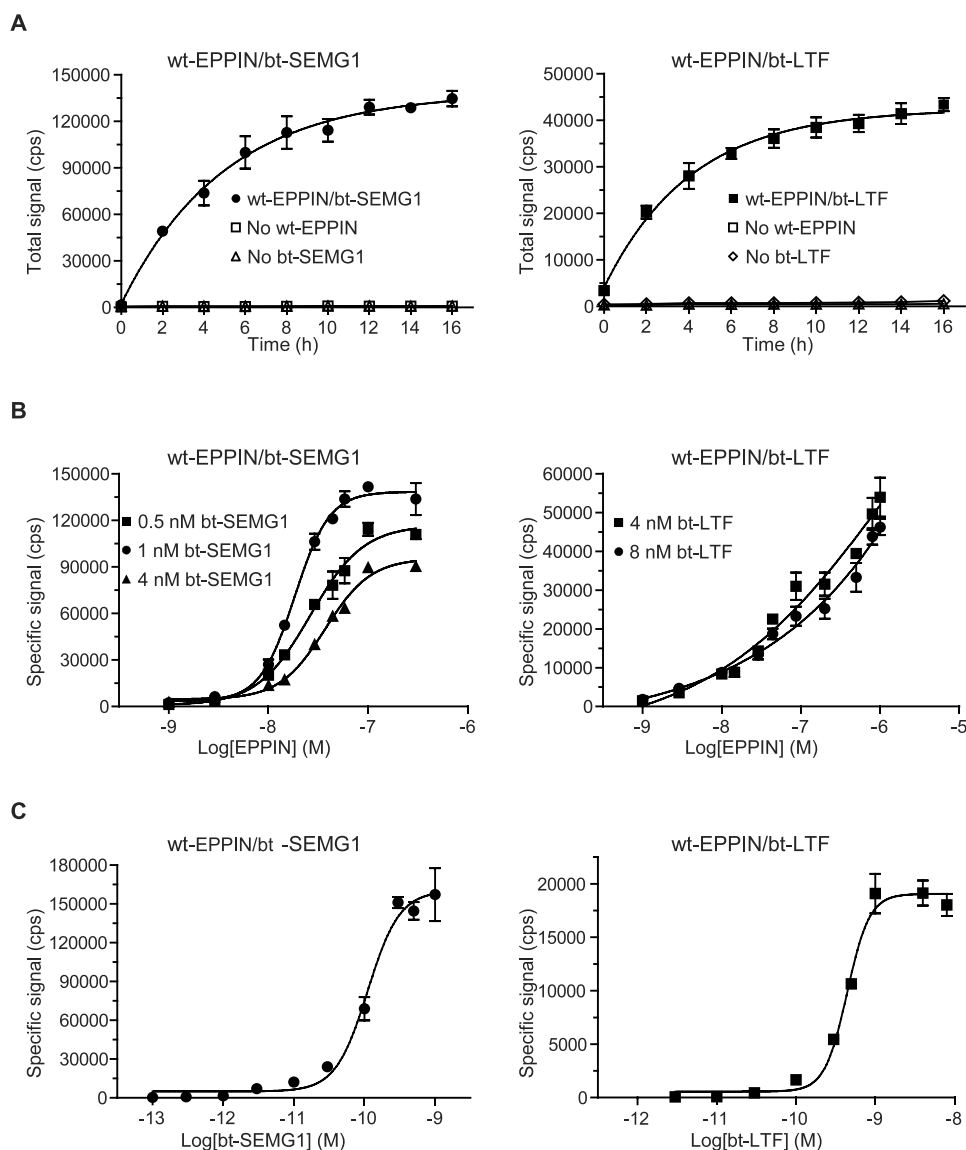 A
wt-EPPIN/bt-SEMG1
150000
120000
90000
60000
30000
0
Total signal (cps)
wt-EPPIN/bt-SEMG1
No wt-EPPIN
No bt-SEMG1
0 2 4 6 8 10 12 14 16
Time (h)
wt-EPPIN/bt-LTF
50000
40000
30000
20000
10000
0
Total signal (cps)
wt-EPPIN/bt-LTF
No wt-EPPIN
No bt-LTF
0 2 4 6 8 10 12 14 16
Time (h)
B
wt-EPPIN/bt-SEMG1
150000
120000
90000
60000
30000
0
Specific signal (cps)
0.5 nM bt-SEMG1
1 nM bt-SEMG1
4 nM bt-SEMG1
-9 -8 -7 -6
Log[EPPIN] (M)
wt-EPPIN/bt-LTF
60000
50000
40000
30000
20000
10000
0
Specific signal (cps)
4 nM bt-LTF
8 nM bt-LTF
-9 -8 -7 -6 -5
Log[EPPIN] (M)
C
wt-EPPIN/bt -SEMG1
180000
150000
120000
90000
60000
30000
0
Specific signal (cps)
-13 -12 -11 -10 -9
Log[bt-SEMG1] (M)
wt-EPPIN/bt-LTF
20000
15000
10000
5000
0
Specific signal (cps)
-12 -11 -10 -9 -8
Log[bt-LTF] (M)